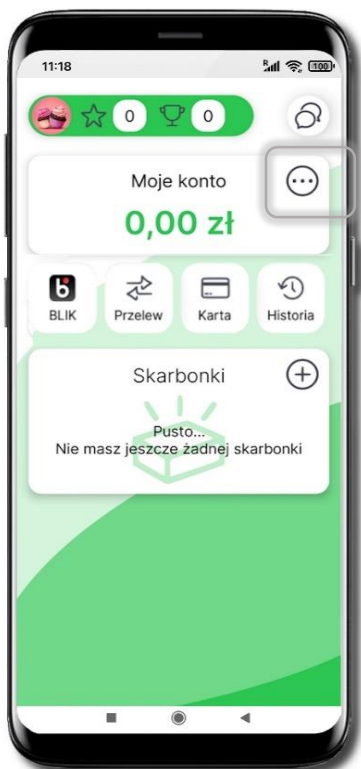 11:18
R
100
0
0
Moje konto
0,00 zł
BLIK
Przelew
Karta
Historia
Skarbonki
Pusto...
Nie masz jeszcze żadnej skarbonki